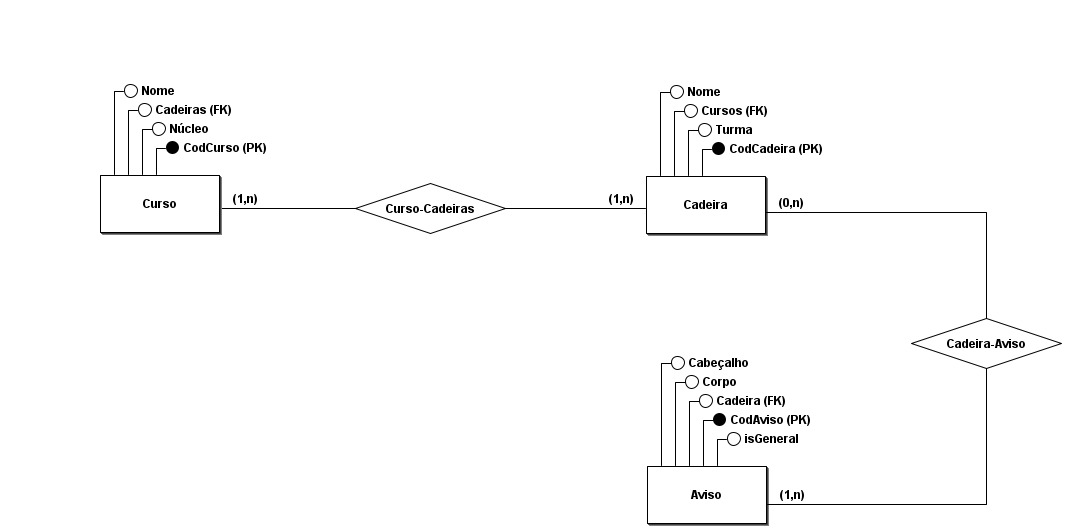 Nome
Cadeiras (FK)
Núcleo
CodCurso (PK)
Curso
(1,n)
Curso-Cadeiras
(1,n)
Nome
Cursos (FK)
Turma
CodCadeira (PK)
Cadeira
(0,n)
Cadeira-Aviso
Cabeçalho
Corpo
Cadeira (FK)
CodAviso (PK)
isGeneral
Aviso
(1,n)